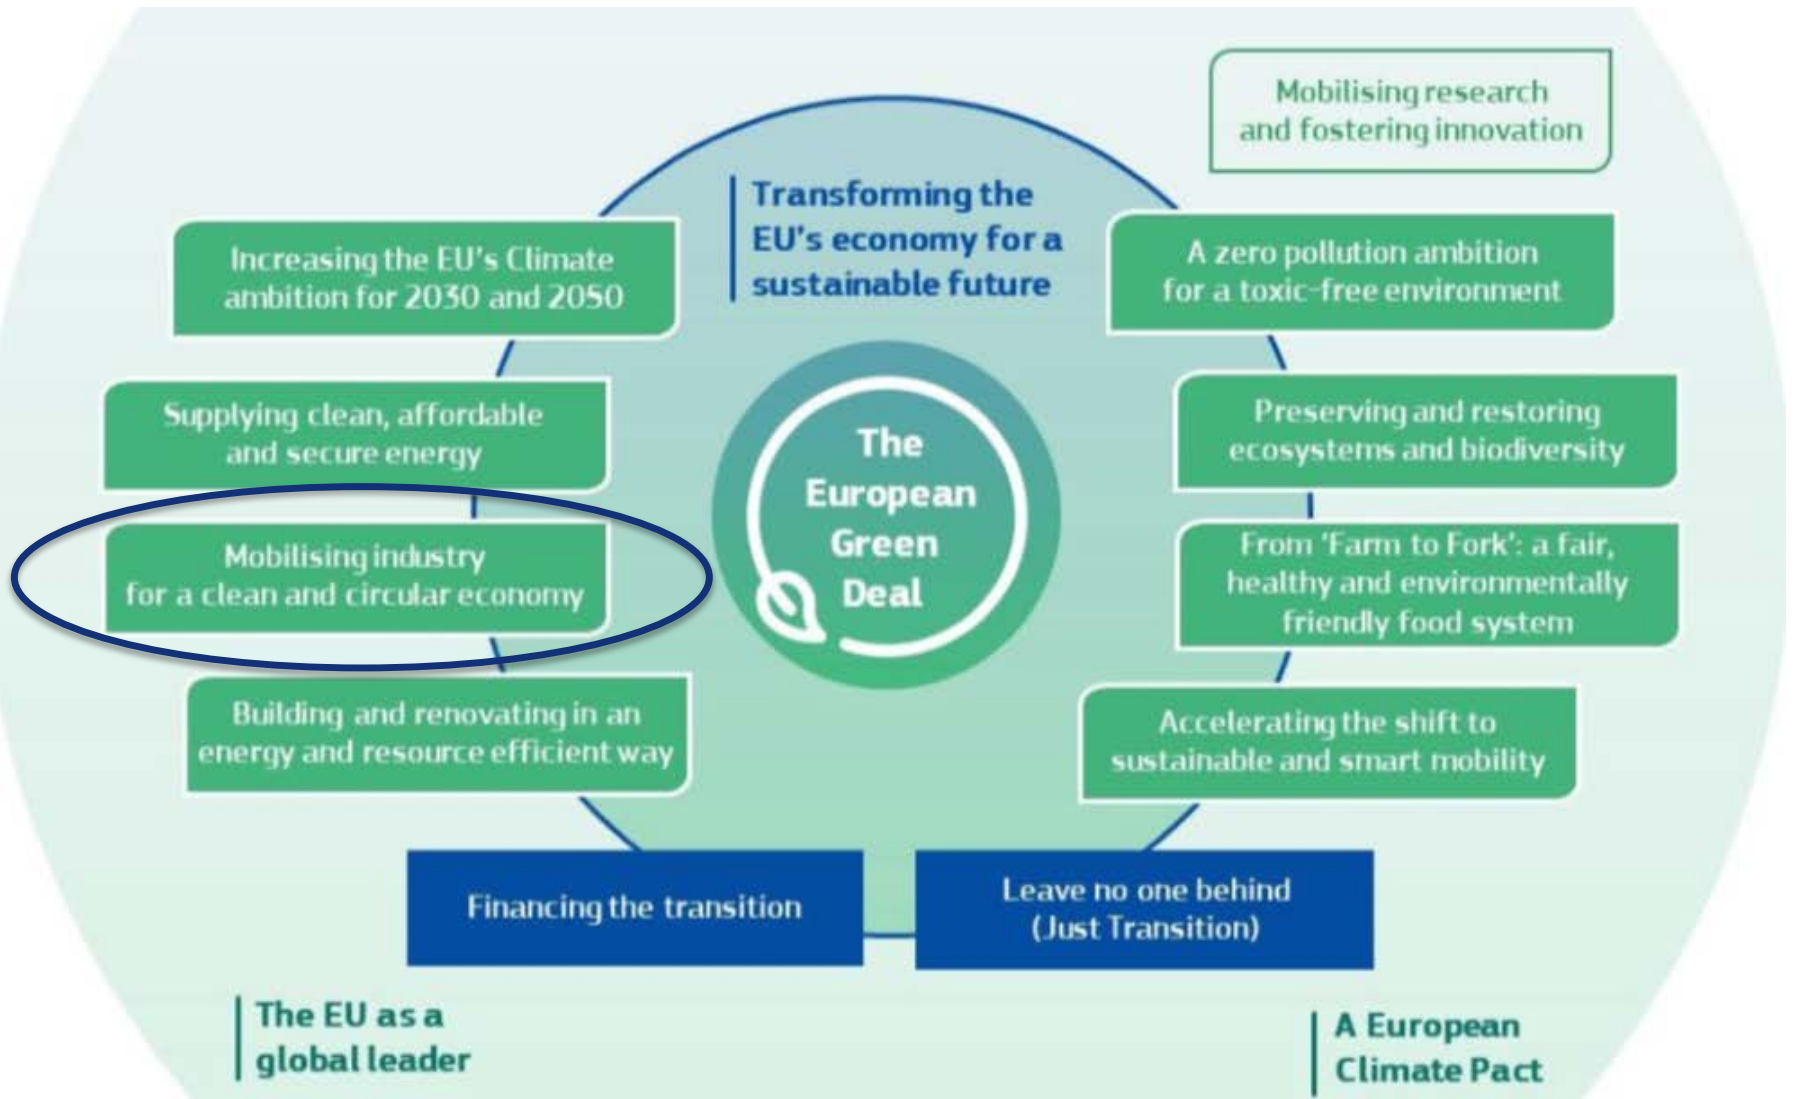 Mobilising research
and fostering innovation
Transforming the
EU's economy for a
sustainable future
Increasing the EU's Climate
ambition for 2030 and 2050
A zero pollution ambition
for a toxic-free environment
Supplying clean, affordable
and secure energy
Preserving and restoring
ecosystems and biodiversity
The
European
Green
Deal
Mobilising industry
for a clean and circular economy
From 'Farm to Fork': a fair,
healthy and environmentally
friendly food system
Building and renovating in an
energy and resource efficient way
Accelerating the shift to
sustainable and smart mobility
Financing the transition
Leave no one behind
(Just Transition)
The EU as a
global leader
A European
Climate Pact